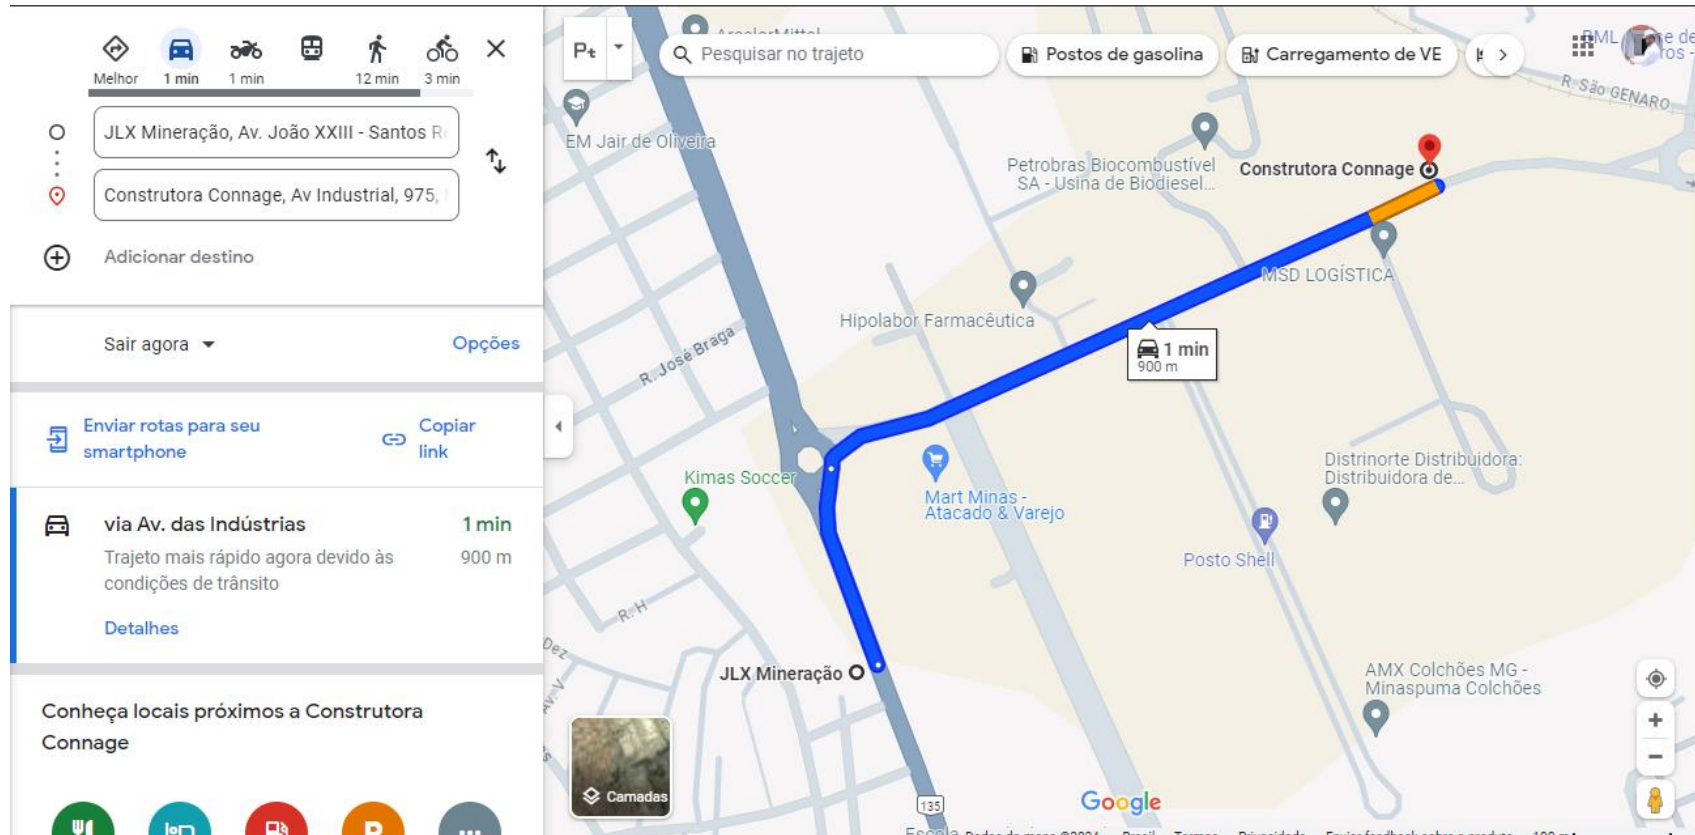 Melhor
1 min
1 min
12 min
3 min
JLX Mineração, Av. João XXIII - Santos R
Construtora Connage, Av Industrial, 975,
Adicionar destino
Sair agora
Opções
Enviar rotas para seu
smartphone
Copiar
link
via Av. das Indústrias
1 min
Trajeto mais rápido agora devido às
condições de trânsito
900 m
Detalhes
Conheça locais próximos a Construtora
Connage
Pesquisar no trajeto
Postos de gasolina
Carregamento de VE
ArcelorMittal
R. São GENARO
EM Jair de Oliveira
Petrobras Biocombustível
SA - Usina de Biodiesel...
Construtora Connage
MSD LOGÍSTICA
Hipolabor Farmacêutica
1 min
900 m
R. José Braga
Kimas Soccer
Mart Minas -
Atacado & Varejo
Distrinorte Distribuidora:
Distribuidora de...
Posto Shell
R. H
Dez
Av. V
JLX Mineração
AMX Colchões MG -
Minaspuma Colchões
Camadas
135
Google